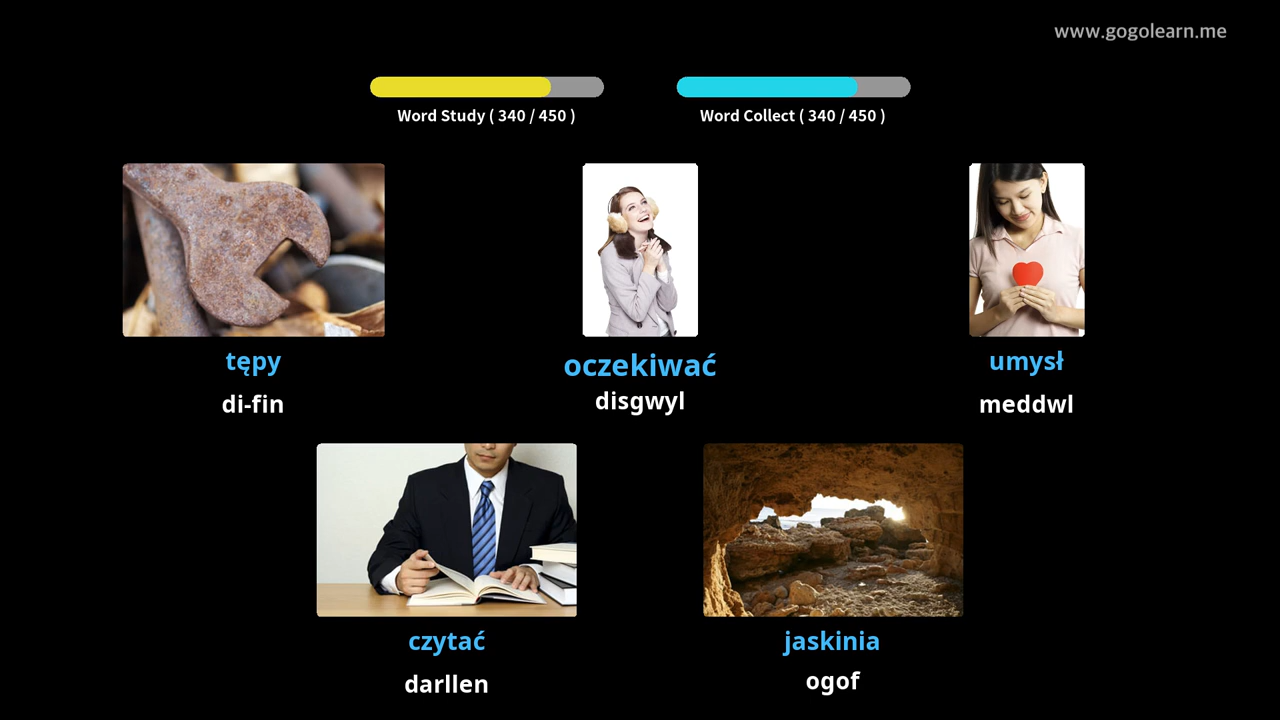 www.gogolearn.me
Word Study ( 340 / 450 )
Word Collect ( 340 / 450 )
tępy
di-fin
oczekiwać
disgwyl
umysł
meddwl
czytać
darllen
jaskinia
ogof